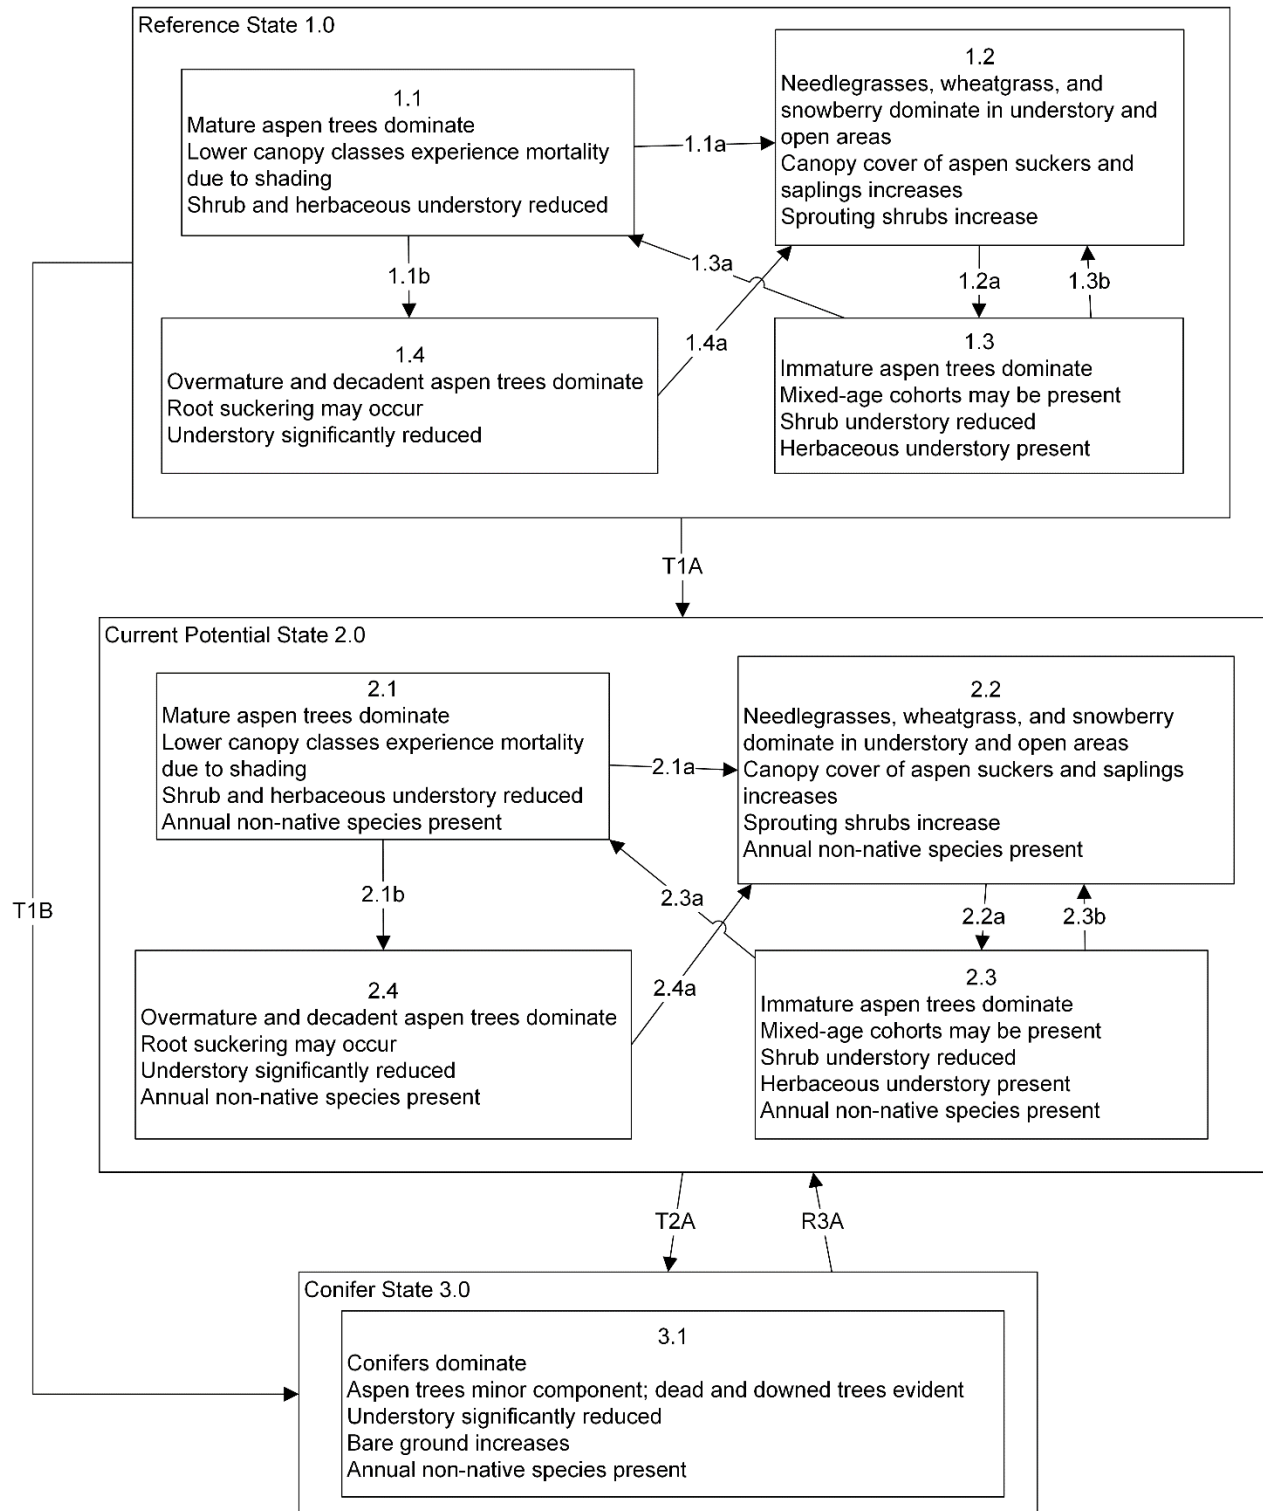 Reference State 1.0
1.1
Mature aspen trees dominate
Lower canopy classes experience mortality
due to shading
Shrub and herbaceous understory reduced
1.1a
1.2
Needlegrasses, wheatgrass, and
snowberry dominate in understory and
open areas
Canopy cover of aspen suckers and
saplings increases
Sprouting shrubs increase
1.1b
1.3a
1.2a
1.3b
1.4
Overmature and decadent aspen trees dominate
Root suckering may occur
Understory significantly reduced
1.4a
1.3
Immature aspen trees dominate
Mixed-age cohorts may be present
Shrub understory reduced
Herbaceous understory present
T1A
Current Potential State 2.0
2.1
Mature aspen trees dominate
Lower canopy classes experience mortality
due to shading
Shrub and herbaceous understory reduced
Annual non-native species present
2.1a
2.2
Needlegrasses, wheatgrass, and snowberry
dominate in understory and open areas
Canopy cover of aspen suckers and saplings
increases
Sprouting shrubs increase
Annual non-native species present
T1B
2.1b
2.3a
2.2a
2.3b
2.4
Overmature and decadent aspen trees dominate
Root suckering may occur
Understory significantly reduced
Annual non-native species present
2.4a
2.3
Immature aspen trees dominate
Mixed-age cohorts may be present
Shrub understory reduced
Herbaceous understory present
Annual non-native species present
T2A
R3A
Conifer State 3.0
3.1
Conifers dominate
Aspen trees minor component; dead and downed trees evident
Understory significantly reduced
Bare ground increases
Annual non-native species present